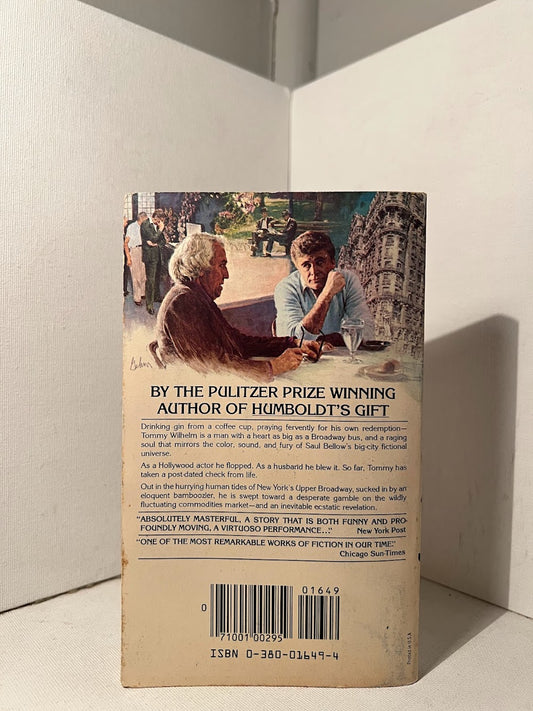 BY THE PULITZER PRIZE WINNING
AUTHOR OF HUMBOLDT'S GIFT
Drinking gin from a coffee cup, praying fervently for his own redemption—
Tommy Wilhelm is a man with a heart as big as a Broadway bus, and a raging
soul that mirrors the color, sound, and fury of Saul Bellow's big-city fictional
universe.
As a Hollywood actor he flopped. As a husband he blew it. So far, Tommy has
taken a post-dated check from life.
Out in the hurrying human tides of New York's Upper Broadway, sucked in by an
eloquent bamboozler, he is swept toward a desperate gamble on the wildly
fluctuating commodities market—and an inevitable ecstatic revelation.
"ABSOLUTELY MASTERFUL, A STORY THAT IS BOTH FUNNY AND PRO-
FOUNDLY MOVING, A VIRTUOSO PERFORMANCE..." New York Post
"ONE OF THE MOST REMARKABLE WORKS OF FICTION IN OUR TIME."
Chicago Sun-Times
01649
0
71001 00295
ISBN 0-380-01649-4
Printed in U.S.A.